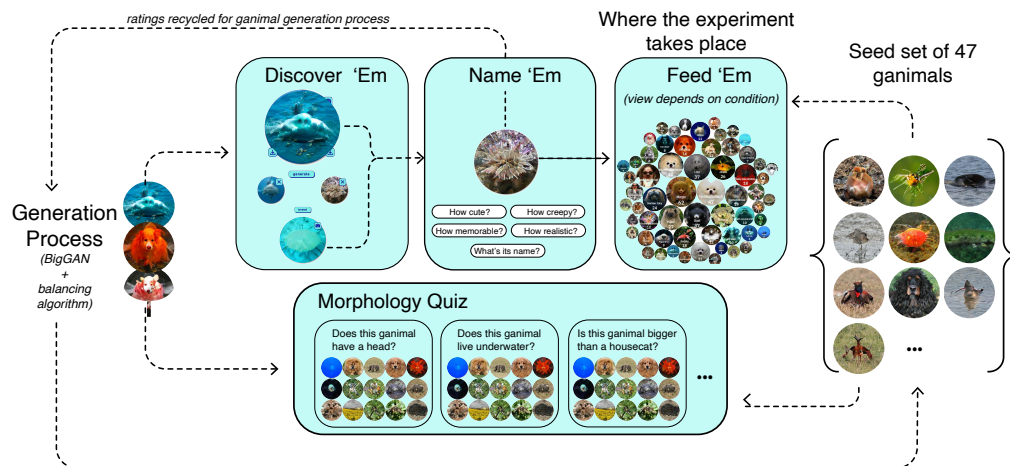 ratings recycled for ganimal generation process
Where the experiment
takes place
Seed set of 47
ganimals
Discover ‘Em
Name ‘Em
Feed ‘Em
(view depends on condition)
generate
How cute?
How creepy?
How memorable?
How realistic?
What's its name?
Generation
Process
(BigGAN
+
balancing
algorithm)
Morphology Quiz
Does this ganimal
have a head?
Does this ganimal
live underwater?
Is this ganimal bigger
than a housecat?
...
...